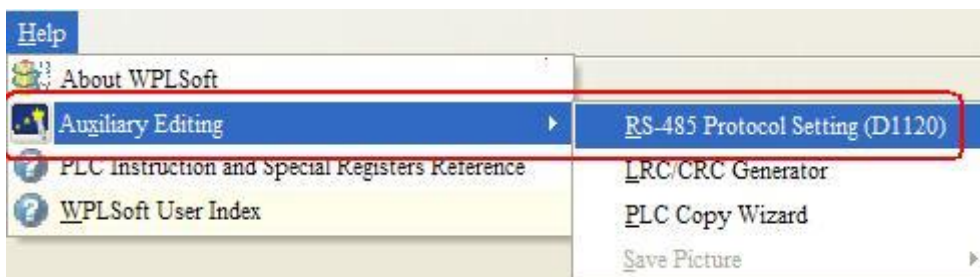 Help
About WPLSoft
Auxiliary Editing
RS-485 Protocol Setting (D1120)
PLC Instruction and Special Registers Reference
LRC/CRC Generator
WPLSoft User Index
PLC Copy Wizard
Save Picture